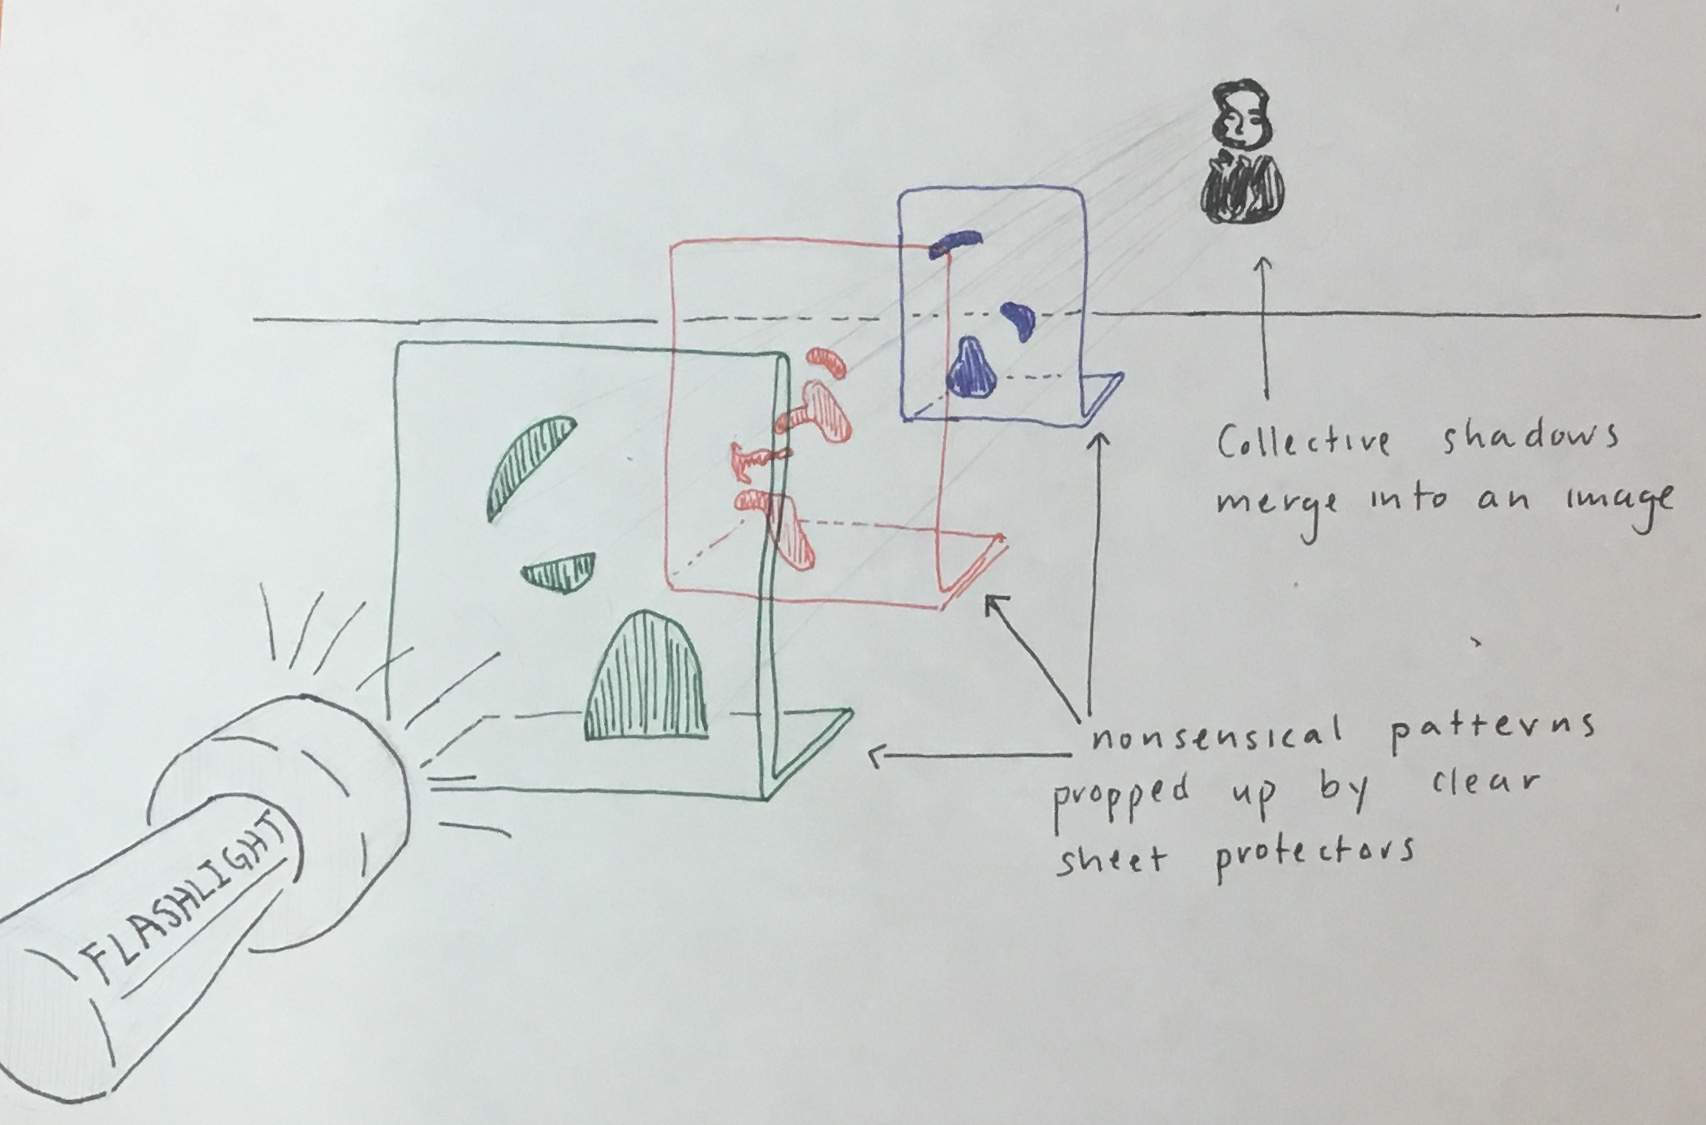 Collective shadows
merge into an image
nonsensical patterns
propped up by clear
sheet protectors
FLASHLIGHT